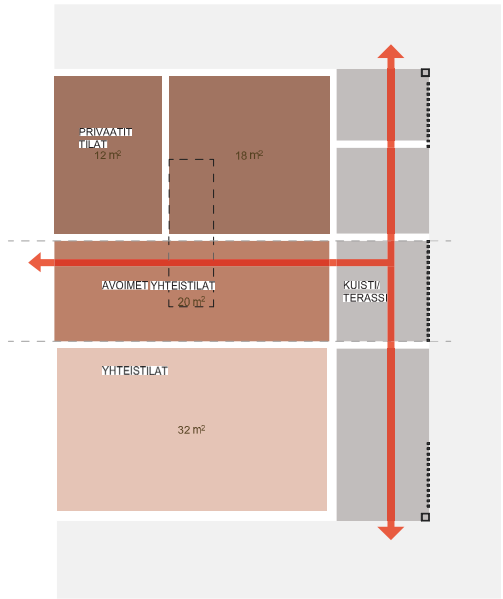 PRIVAATIT
TILAT
12 m²
18 m²
AVOIMET YHTEISTILAT
20 m²
KUISTI/
TERASSI
YHTEISTILAT
32 m²